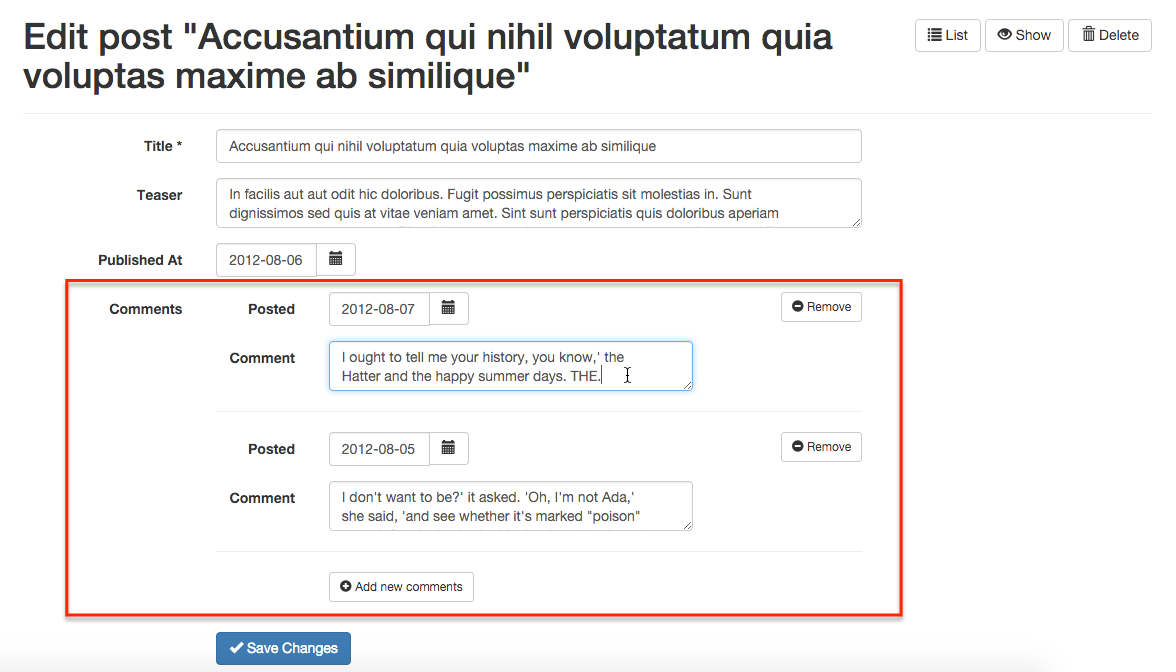 Edit post "Accusantium qui nihil voluptatum quia
voluptas maxime ab similique"
List
Show
Delete
Title *
Accusantium qui nihil voluptatum quia voluptas maxime ab similique
Teaser
In facilis aut aut odit hic doloribus. Fugit possimus perspiciatis sit molestias in. Sunt
dignissimos sed quis at vitae veniam amet. Sint sunt perspiciatis quis doloribus aperiam
Published At
2012-08-06
Comments
Posted
2012-08-07
Remove
Comment
I ought to tell me your history, you know,' the
Hatter and the happy summer days. THE.
Posted
2012-08-05
Remove
Comment
I don't want to be?' it asked. 'Oh, I'm not Ada,'
she said, 'and see whether it's marked "poison"
Add new comments
Save Changes